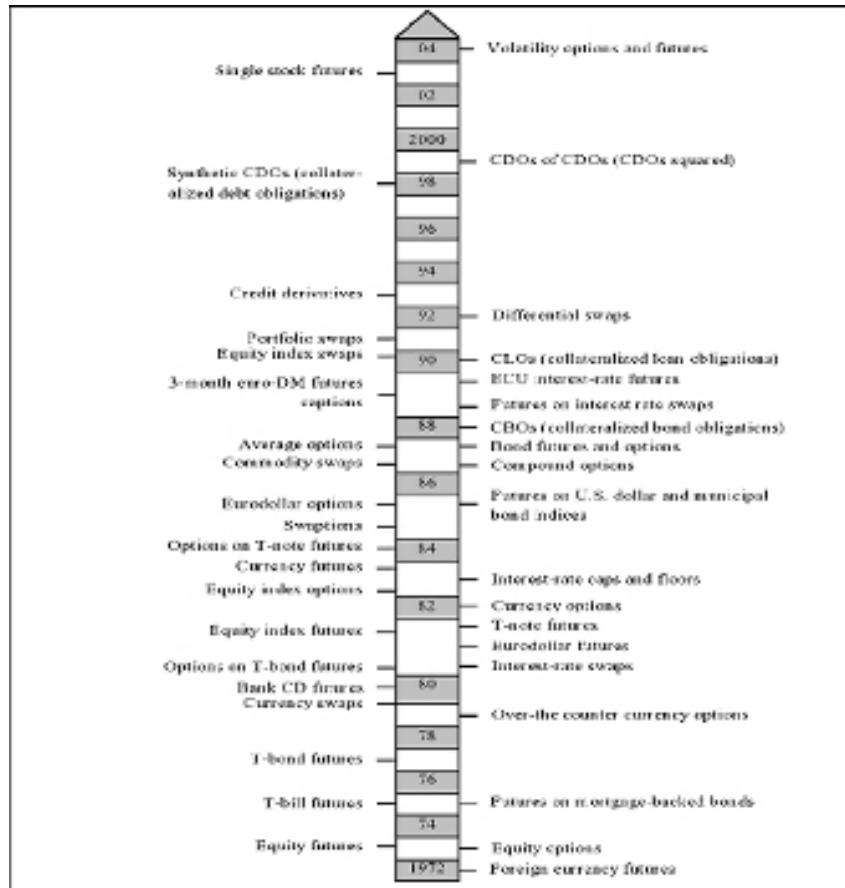 04
Volatility options and futures
Single stock futures
02
2000
CDOs of CDOs (CDOs squared)
Synthetic CDOs (collater-
alized debt obligations)
98
96
94
Credit derivatives
92
Differential swaps
Portfolio swaps
Equity index swaps
90
CLOs (collateralized loan obligations)
ECU interest-rate futures
3-month euro-DM futures
captions
Futures on interest rate swaps
88
CBOs (collateralized bond obligations)
Average options
Bond futures and options
Commodity swaps
Compound options
86
Eurodollar options
Futures on U.S. dollar and municipal
bond indices
Swaptions
Options on T-note futures
84
Currency futures
Interest-rate caps and floors
Equity index options
82
Currency options
T-note futures
Equity index futures
Eurodollar futures
Options on T-bond futures
Interest-rate swaps
Bank CD futures
80
Currency swaps
Over-the counter currency options
78
T-bond futures
76
T-bill futures
Futures on mortgage-backed bonds
74
Equity futures
Equity options
1972
Foreign currency futures